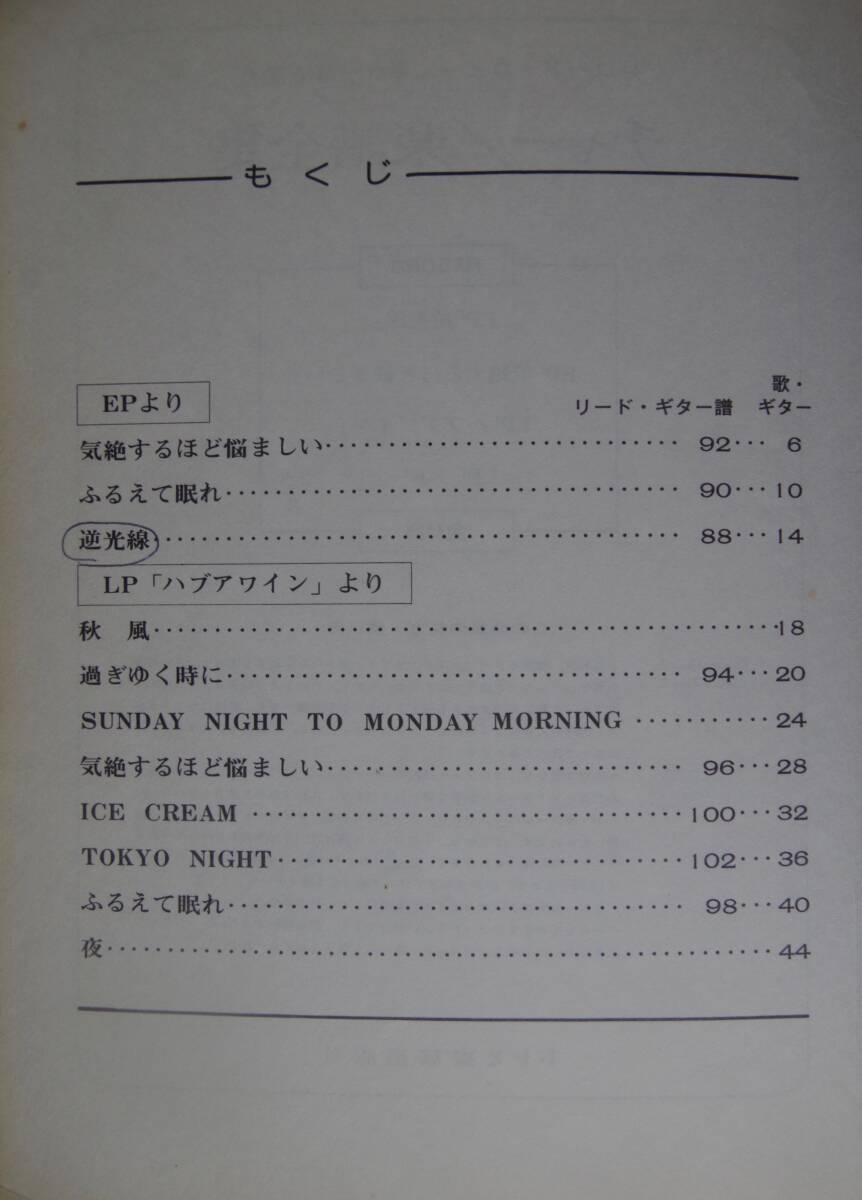 もくじ
歌・
EPより リード・ギター譜 ギター
気絶するほど悩ましい‥‥‥‥‥‥‥‥‥‥‥‥‥‥ 92‥‥ 6
ふるえて眠れ‥‥‥‥‥‥‥‥‥‥‥‥‥‥‥‥‥‥ 90‥‥10
逆光線‥‥‥‥‥‥‥‥‥‥‥‥‥‥‥‥‥‥‥‥‥ 88‥‥14
LP「ハブアワイン」より
秋 風‥‥‥‥‥‥‥‥‥‥‥‥‥‥‥‥‥‥‥‥‥‥‥18
過ぎゆく時に‥‥‥‥‥‥‥‥‥‥‥‥‥‥‥‥‥‥ 94‥‥20
SUNDAY NIGHT TO MONDAY MORNING ‥‥‥‥‥24
気絶するほど悩ましい‥‥‥‥‥‥‥‥‥‥‥‥‥‥ 96‥‥28
ICE CREAM ‥‥‥‥‥‥‥‥‥‥‥‥‥‥‥‥‥100‥‥32
TOKYO NIGHT‥‥‥‥‥‥‥‥‥‥‥‥‥‥‥‥102‥‥36
ふるえて眠れ‥‥‥‥‥‥‥‥‥‥‥‥‥‥‥‥‥‥ 98‥‥40
夜‥‥‥‥‥‥‥‥‥‥‥‥‥‥‥‥‥‥‥‥‥‥‥‥‥44